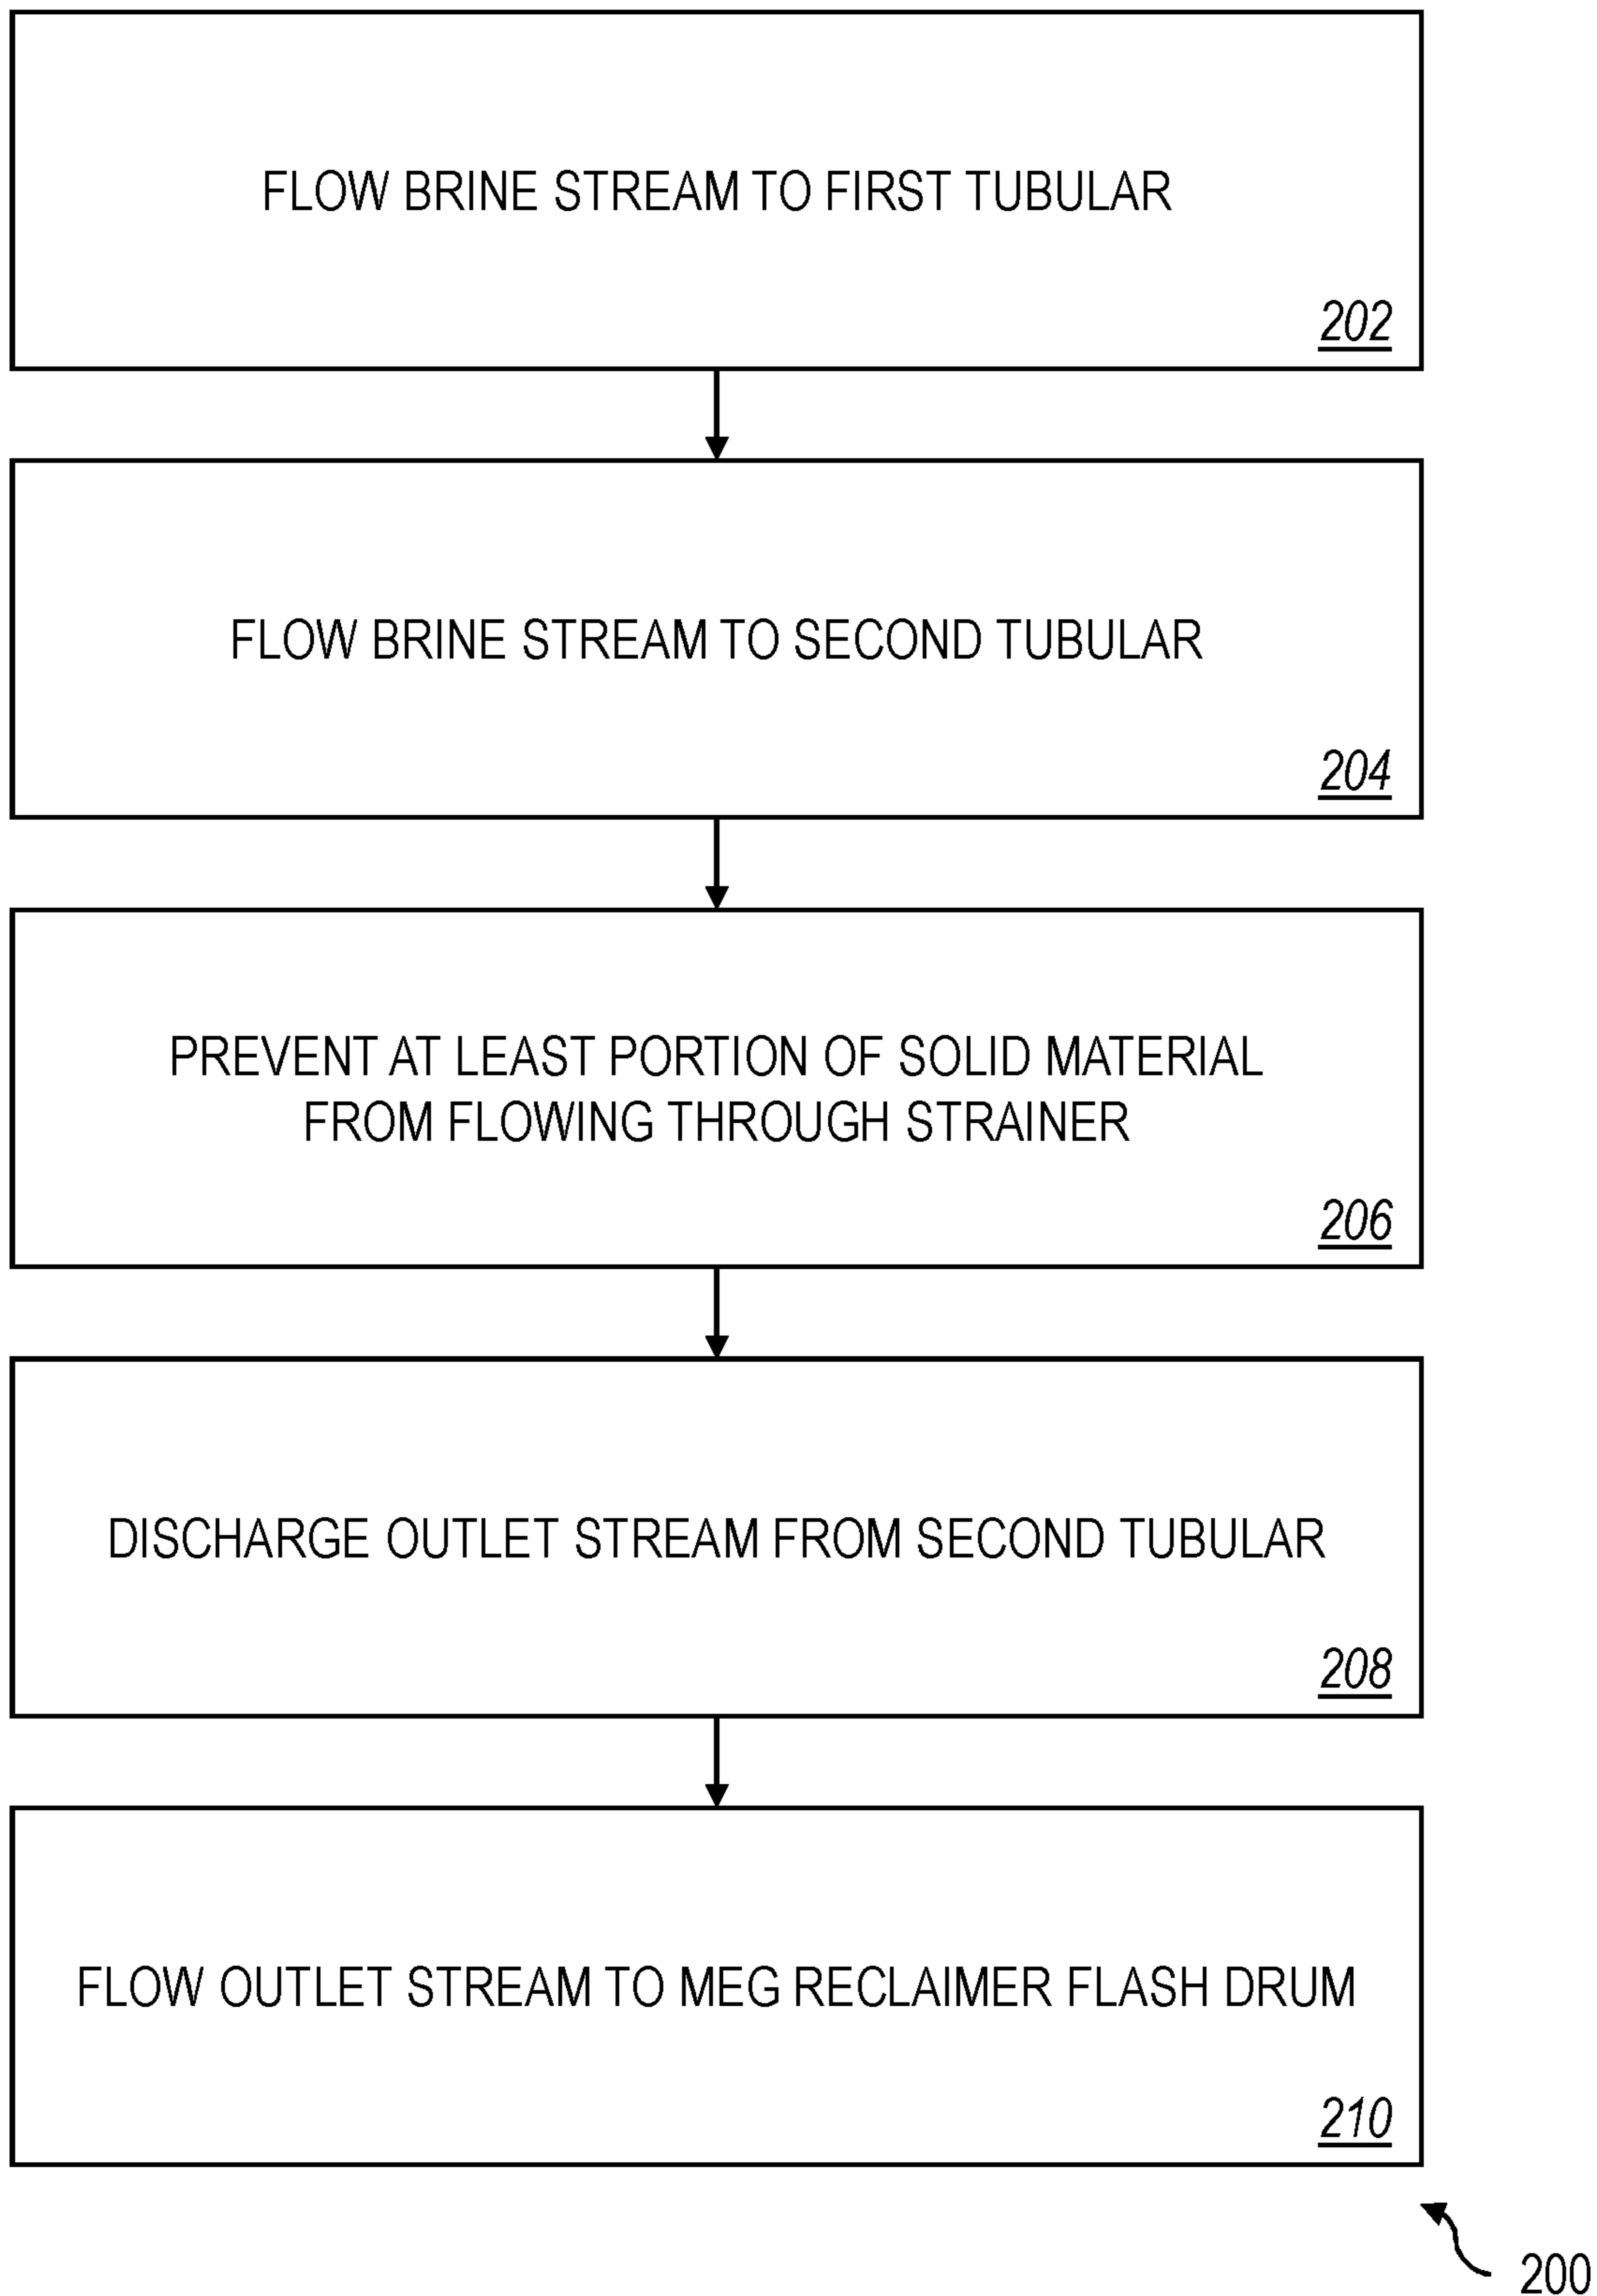 FLOW BRINE STREAM TO FIRST TUBULAR
202
FLOW BRINE STREAM TO SECOND TUBULAR
204
PREVENT AT LEAST PORTION OF SOLID MATERIAL
FROM FLOWING THROUGH STRAINER
206
DISCHARGE OUTLET STREAM FROM SECOND TUBULAR
208
FLOW OUTLET STREAM TO MEG RECLAIMER FLASH DRUM
210
200